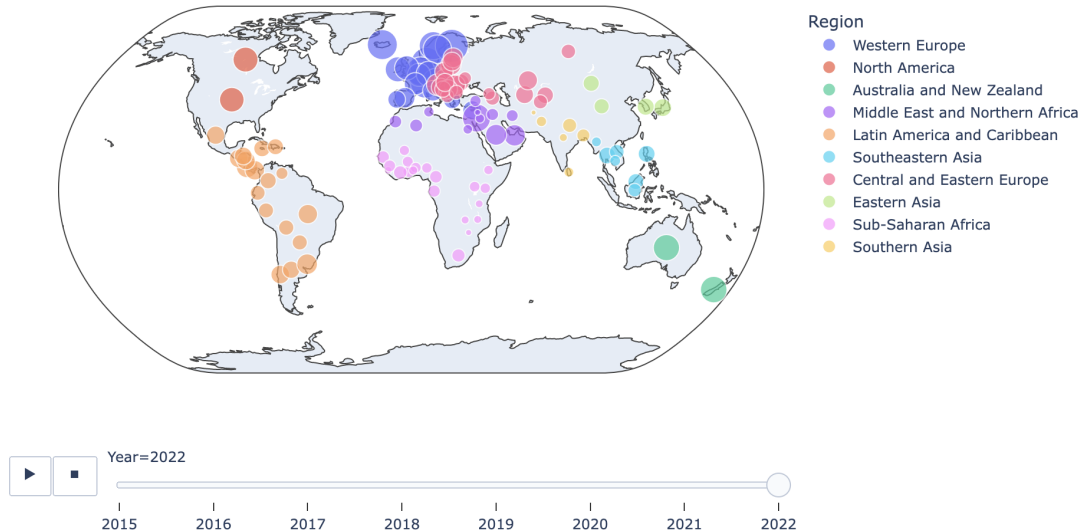 Region
Western Europe
North America
Australia and New Zealand
Middle East and Northern Africa
Latin America and Caribbean
Southeastern Asia
Central and Eastern Europe
Eastern Asia
Sub-Saharan Africa
Southern Asia
Year=2022
2015 2016 2017 2018 2019 2020 2021 2022